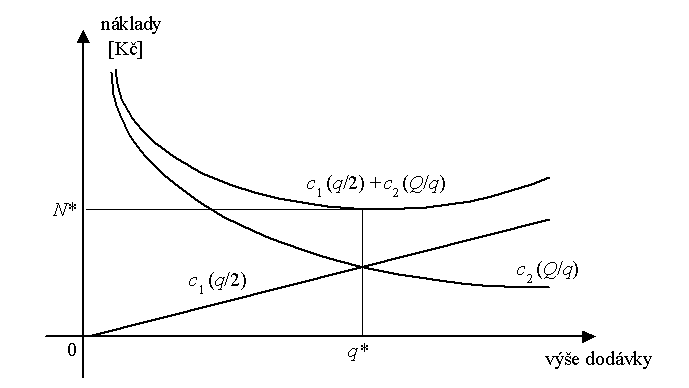 náklady
[Kč]
c₁(q/2) + c₂(Q/q)
N*
c₁(q/2)
c₂(Q/q)
0
q*
výše dodávky